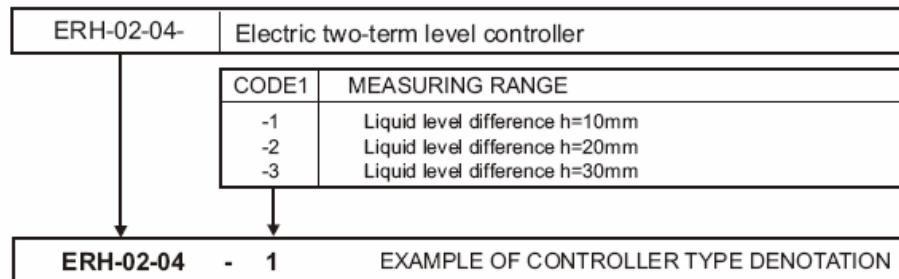 ERH-02-04- Electric two-term level controller
CODE1 MEASURING RANGE
-1 Liquid level difference h=10mm
-2 Liquid level difference h=20mm
-3 Liquid level difference h=30mm
ERH-02-04 - 1 EXAMPLE OF CONTROLLER TYPE DENOTATION